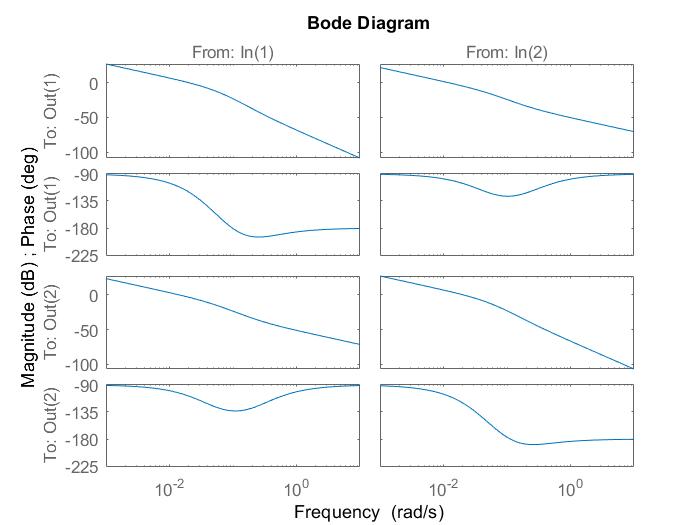 Bode Diagram
From: In(1)
From: In(2)
Magnitude (dB) ; Phase (deg)
To: Out(1)
0
-50
-100
To: Out(1)
-90
-135
-180
-225
To: Out(2)
0
-50
-100
To: Out(2)
-90
-135
-180
-225
10^-2
10^0
10^-2
10^0
Frequency (rad/s)